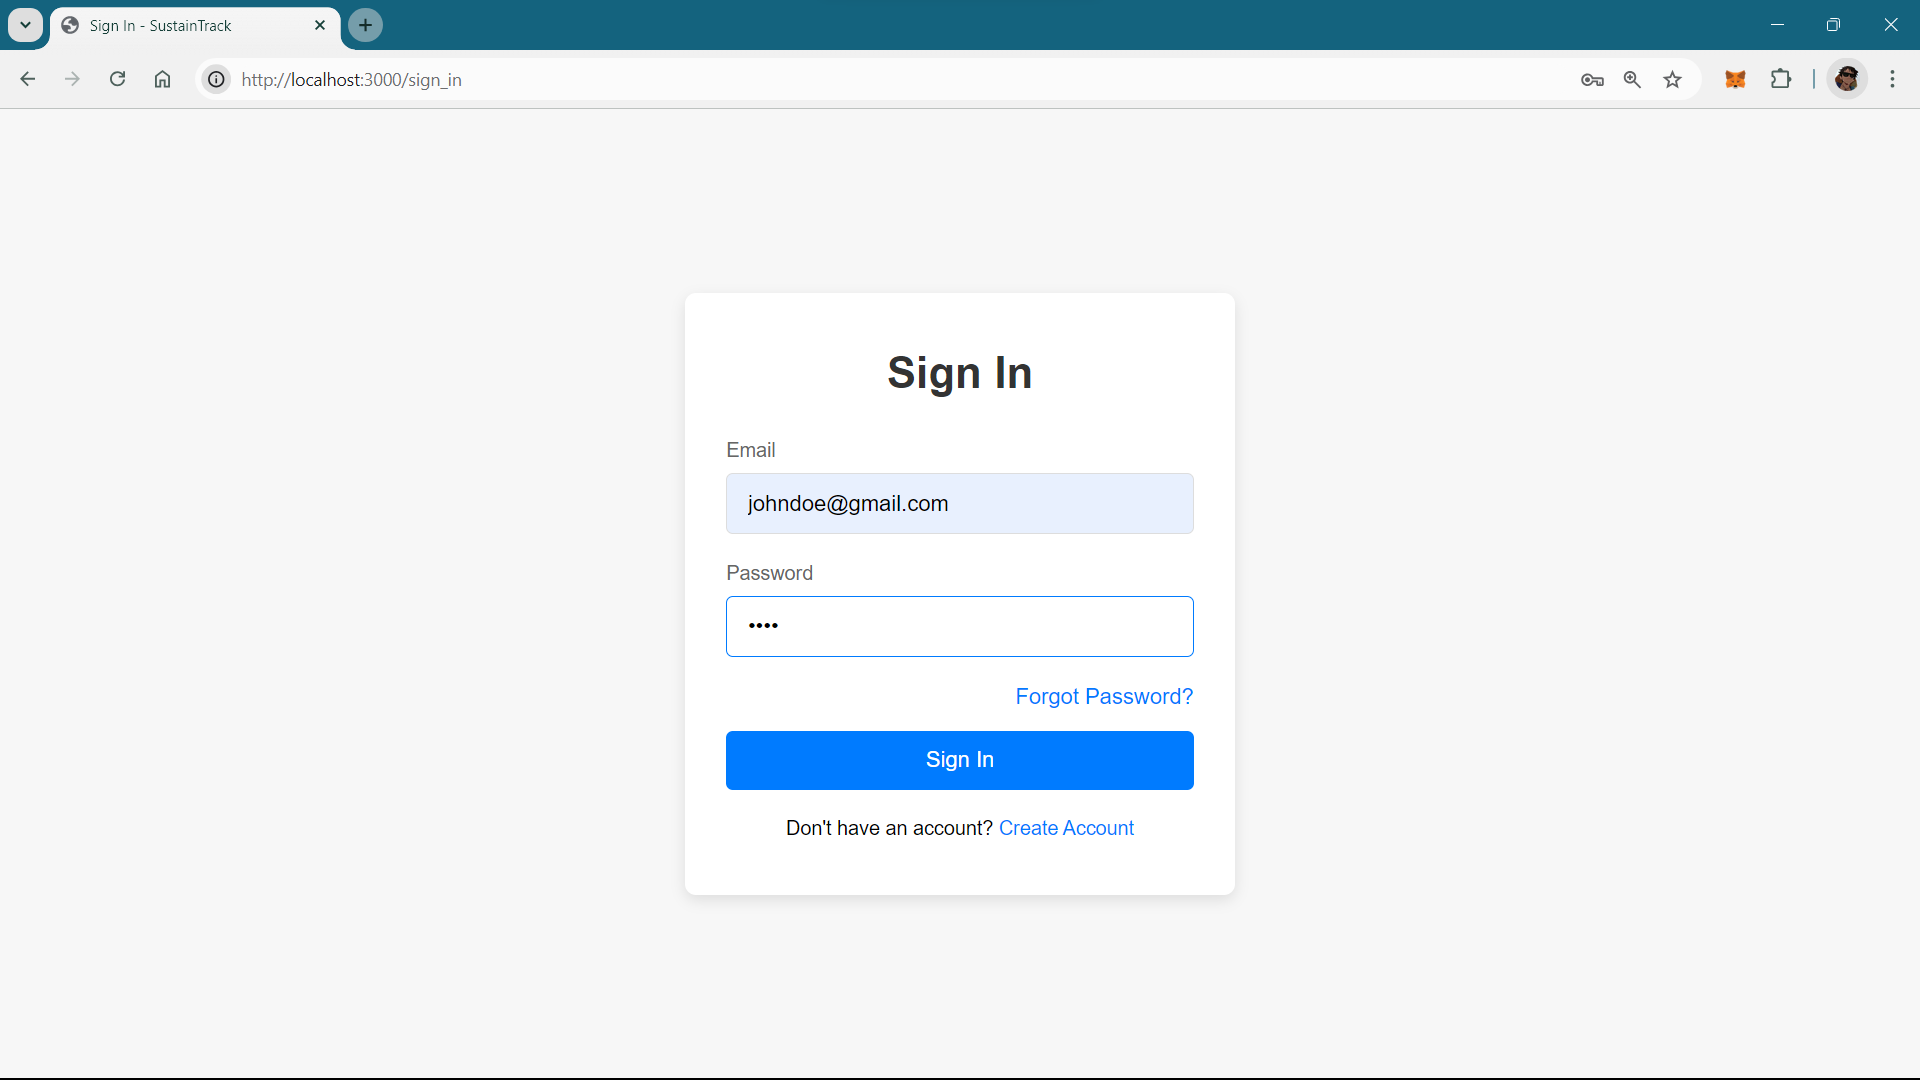 Sign In - SustainTrack
http://localhost:3000/sign_in
Sign In
Email
johndoe@gmail.com
Password
••••
Forgot Password?
Sign In
Don't have an account? Create Account